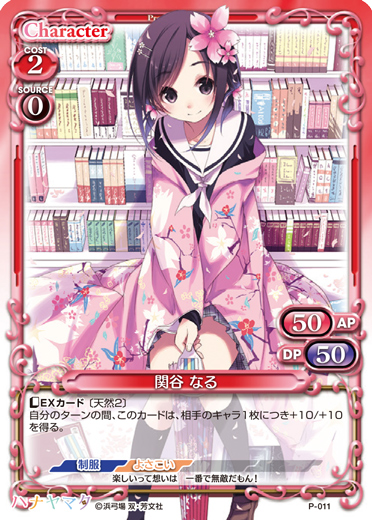 Character
COST
2
SOURCE
0
50 AP
DP 50
関谷 なる
EXカード〔天然2〕
自分のターンの間、このカードは、相手のキャラ1枚につき+10/+10
を得る。
制服 よさこい
楽しいって想いは 一番で無敵だもん!
ハナヤマタ
©浜弓場 双・芳文社
P-011